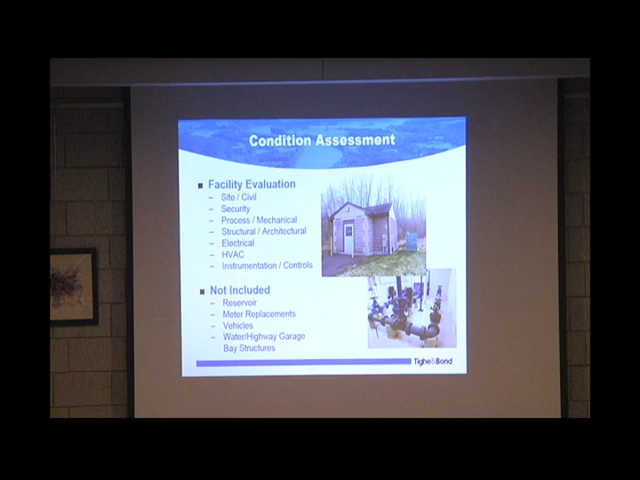 Condition Assessment
■ Facility Evaluation
– Site / Civil
– Security
– Process / Mechanical
– Structural / Architectural
– Electrical
– HVAC
– Instrumentation / Controls
■ Not Included
– Reservoir
– Meter Replacements
– Vehicles
– Water/Highway Garage
Bay Structures
Tighe&Bond